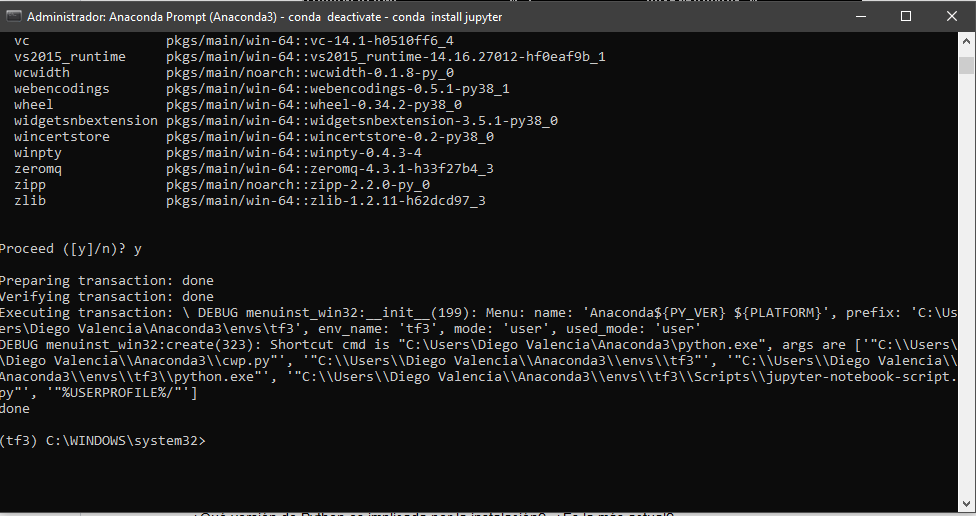 Administrador: Anaconda Prompt (Anaconda3) - conda deactivate - conda install jupyter
vc pkgs/main/win-64::vc-14.1-h0510ff6_4
vs2015_runtime pkgs/main/win-64::vs2015_runtime-14.16.27012-hf0eaf9b_1
wcwidth pkgs/main/noarch::wcwidth-0.1.8-py_0
webencodings pkgs/main/win-64::webencodings-0.5.1-py38_1
wheel pkgs/main/win-64::wheel-0.34.2-py38_0
widgetsnbextension pkgs/main/win-64::widgetsnbextension-3.5.1-py38_0
wincertstore pkgs/main/win-64::wincertstore-0.2-py38_0
winpty pkgs/main/win-64::winpty-0.4.3-4
zeromq pkgs/main/win-64::zeromq-4.3.1-h33f27b4_3
zipp pkgs/main/noarch::zipp-2.2.0-py_0
zlib pkgs/main/win-64::zlib-1.2.11-h62dcd97_3
Proceed ([y]/n)? y
Preparing transaction: done
Verifying transaction: done
Executing transaction: \ DEBUG menuinst_win32:__init__(199): Menu: name: 'Anaconda${PY_VER} ${PLATFORM}', prefix: 'C:\Us
ers\Diego Valencia\Anaconda3\envs\tf3', env_name: 'tf3', mode: 'user', used_mode: 'user'
DEBUG menuinst_win32:create(323): Shortcut cmd is "C:\Users\Diego Valencia\Anaconda3\python.exe", args are ['"C:\\Users\
\Diego Valencia\\Anaconda3\\cwp.py"', '"C:\\Users\\Diego Valencia\\Anaconda3\\envs\\tf3"', '"C:\\Users\\Diego Valencia\\
Anaconda3\\envs\\tf3\\python.exe"', '"C:\\Users\\Diego Valencia\\Anaconda3\\envs\\tf3\\Scripts\\jupyter-notebook-script.
py"', '"%USERPROFILE%/"']
done
(tf3) C:\WINDOWS\system32>